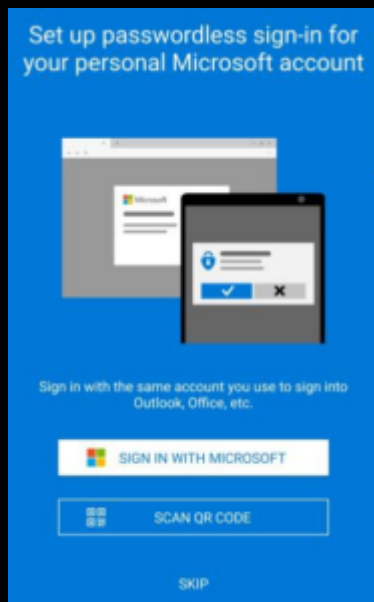 Set up passwordless sign-in for
your personal Microsoft account
Microsoft
Sign in with the same account you use to sign into
Outlook, Office, etc.
SIGN IN WITH MICROSOFT
SCAN QR CODE
SKIP